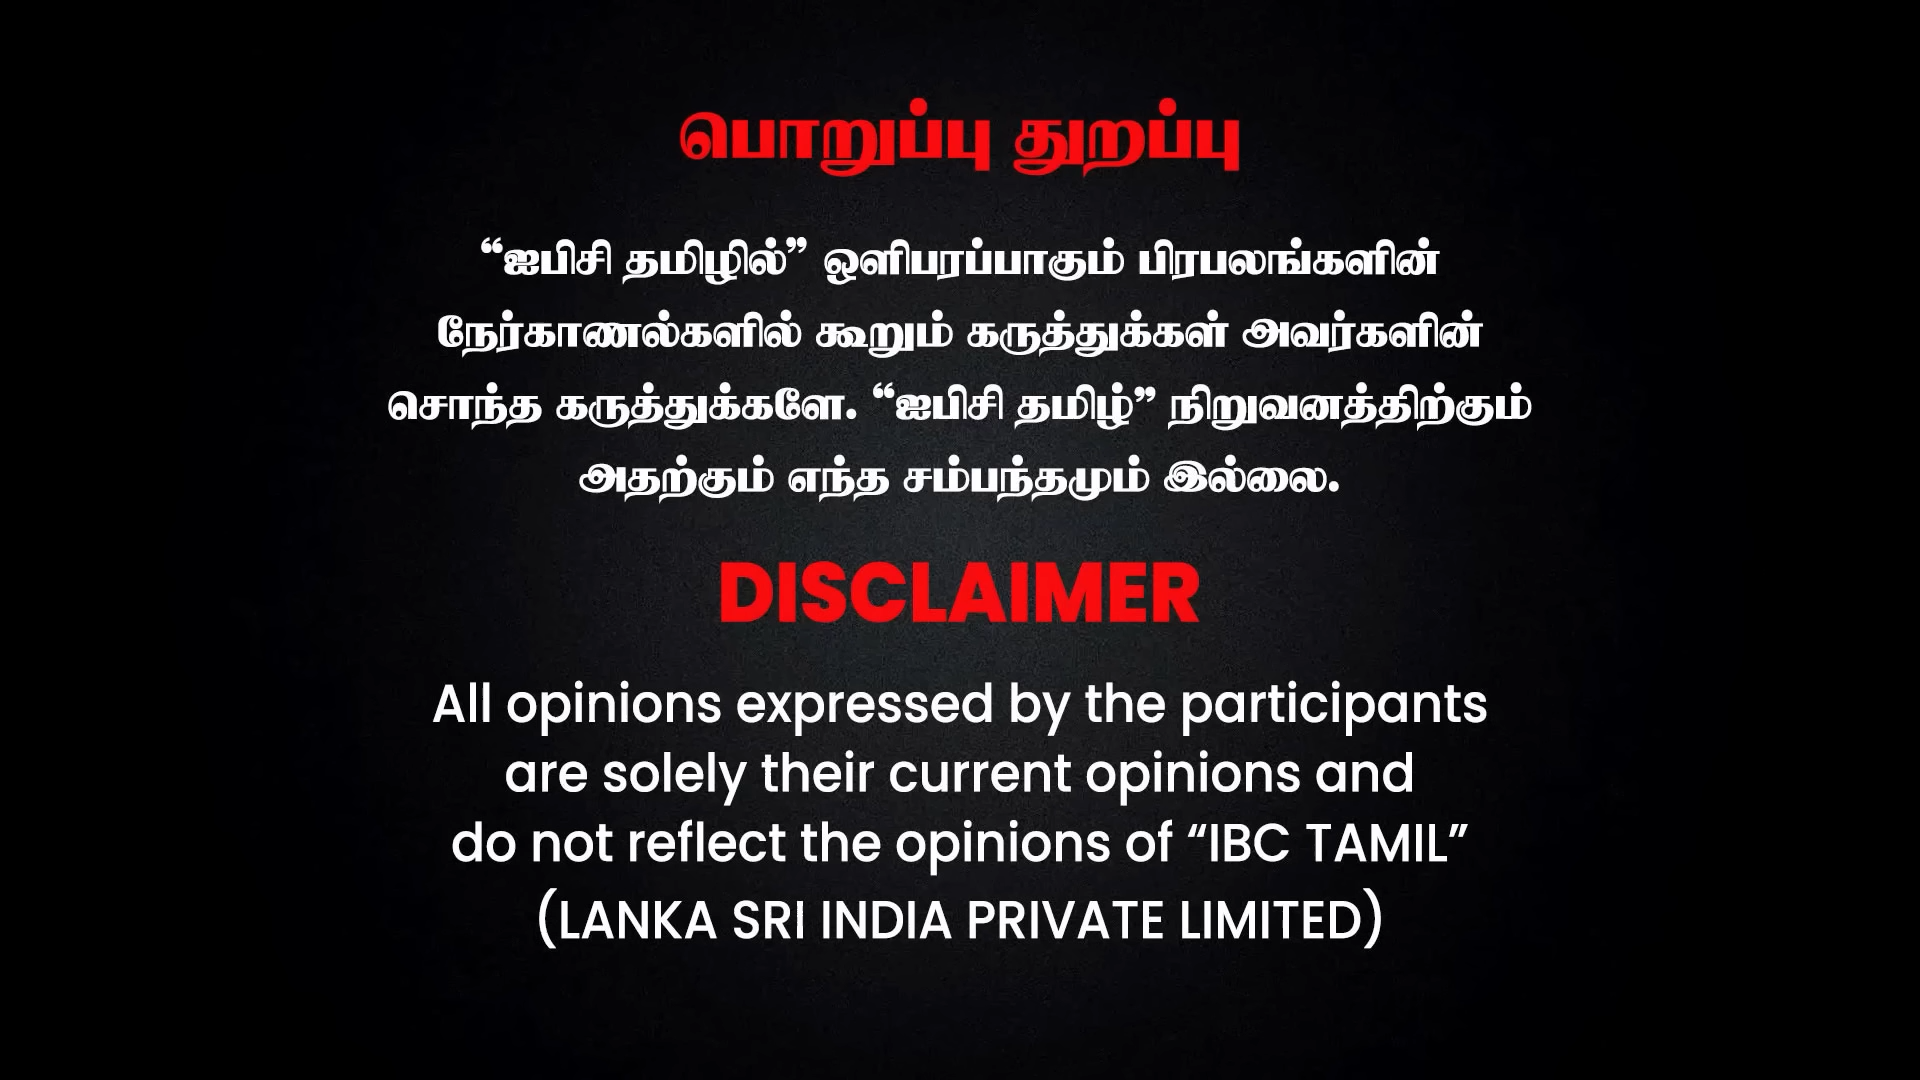 பொறுப்பு துறப்பு
“ஐபிசி தமிழில்” ஒளிபரப்பாகும் பிரபலங்களின்
நேர்காணல்களில் கூறும் கருத்துக்கள் அவர்களின்
சொந்த கருத்துக்களே. “ஐபிசி தமிழ்” நிறுவனத்திற்கும்
அதற்கும் எந்த சம்பந்தமும் இல்லை.
DISCLAIMER
All opinions expressed by the participants
are solely their current opinions and
do not reflect the opinions of “IBC TAMIL”
(LANKA SRI INDIA PRIVATE LIMITED)